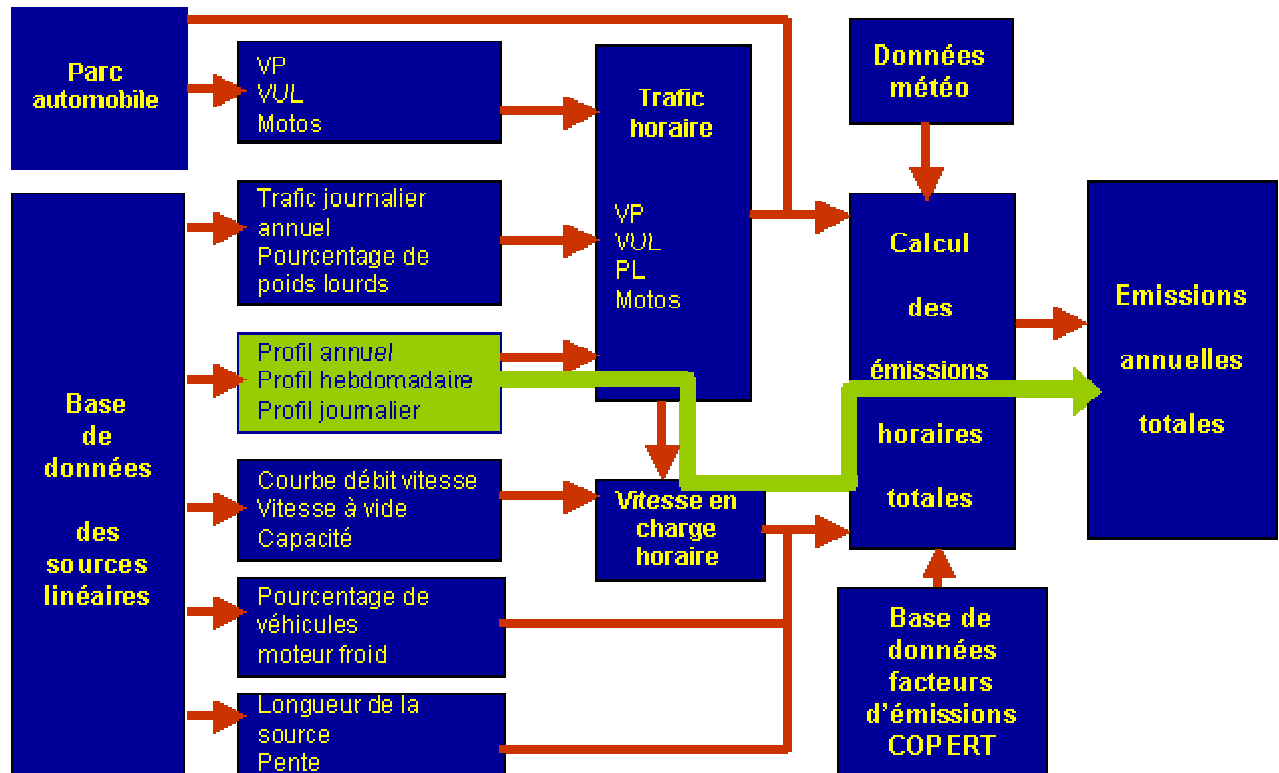 Parc
automobile
VP
VUL
Motos
Trafic
horaire
VP
VUL
PL
Motos
Données
météo
Base
de
données
des
sources
linéaires
Trafic journalier
annuel
Pourcentage de
poids lourds
Profil annuel
Profil hebdomadaire
Profil journalier
Courbe débit vitesse
Vitesse à vide
Capacité
Pourcentage de
véhicules
moteur froid
Longueur de la
source
Pente
Vitesse en
charge
horaire
Calcul
des
émissions
horaires
totales
Base de
données
facteurs
d'émissions
COPERT
Emissions
annuelles
totales